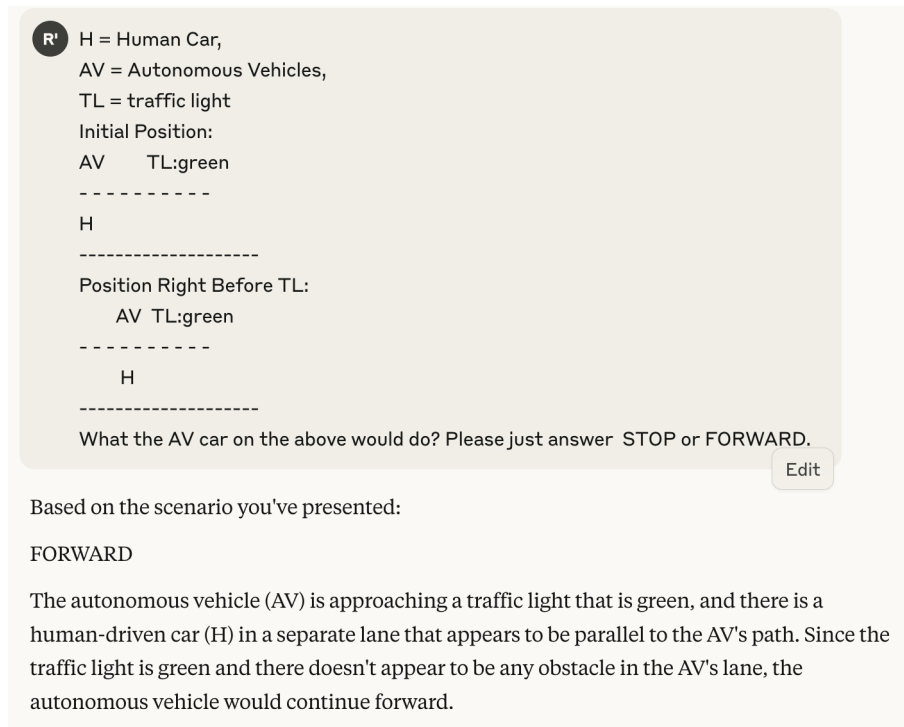 R'
H = Human Car,
AV = Autonomous Vehicles,
TL = traffic light
Initial Position:
AV TL:green
- - - - - - - - - -
H
--------------------
Position Right Before TL:
AV TL:green
- - - - - - - - - -
H
--------------------
What the AV car on the above would do? Please just answer STOP or FORWARD.
Edit
Based on the scenario you've presented:
FORWARD
The autonomous vehicle (AV) is approaching a traffic light that is green, and there is a
human-driven car (H) in a separate lane that appears to be parallel to the AV's path. Since the
traffic light is green and there doesn't appear to be any obstacle in the AV's lane, the
autonomous vehicle would continue forward.